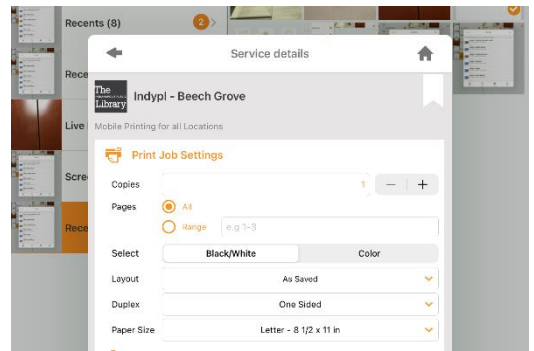 Recents (8)
2
Service details
Rece
The
Library
Indypl - Beech Grove
Live
Mobile Printing for all Locations
Print Job Settings
Scre
Copies
1
Pages
All
Rece
Range
e.g 1-3
Select
Black/White
Color
Layout
As Saved
Duplex
One Sided
Paper Size
Letter - 8 1/2 x 11 in